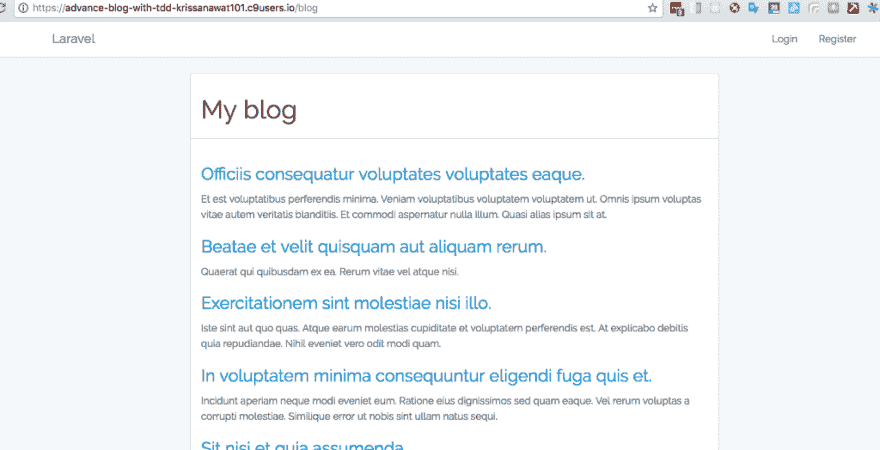 https://advance-blog-with-tdd-krissanawat101.c9users.io/blog
Laravel Login Register
My blog
Officiis consequatur voluptates voluptates eaque.
Et est voluptatibus perferendis minima. Veniam voluptatibus voluptatem voluptatem ut. Omnis ipsum voluptas
vitae autem veritatis blanditiis. Et commodi aspernatur nulla illum. Quasi alias ipsum sit at.
Beatae et velit quisquam aut aliquam rerum.
Quaerat qui quibusdam ex ea. Rerum vitae vel atque nisi.
Exercitationem sint molestiae nisi illo.
Iste sint aut quo quas. Atque earum molestias cupiditate et voluptatem perferendis est. At explicabo debitis
quia repudiandae. Nihil eveniet vero odit modi quam.
In voluptatem minima consequuntur eligendi fuga quis et.
Incidunt aperiam neque modi eveniet eum. Ratione eius dignissimos sed quam eaque. Vel rerum voluptas a
corrupti molestiae. Similique error ut nobis sint ullam natus sequi.
Sit nisi et quia assumenda